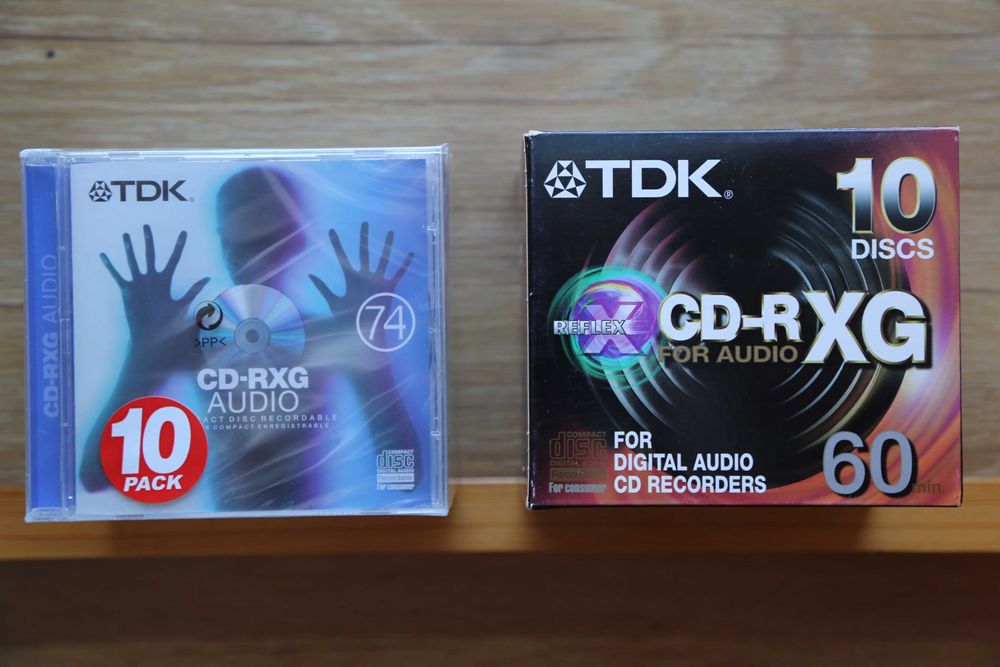 CD-RXG AUDIO
TDK
74
>PP<
CD-RXG
AUDIO
ACT DISC RECORDABLE
COMPACT ENREGISTRABLE
10
PACK
COMPACT
disc
DIGITAL AUDIO
Recordable
For consumer
TDK®
10
DISCS
REFLEX X
CD-R XG
FOR AUDIO
COMPACT
disc
DIGITAL AUDIO
Recordable
For consumer
FOR
DIGITAL AUDIO
CD RECORDERS
60 min.